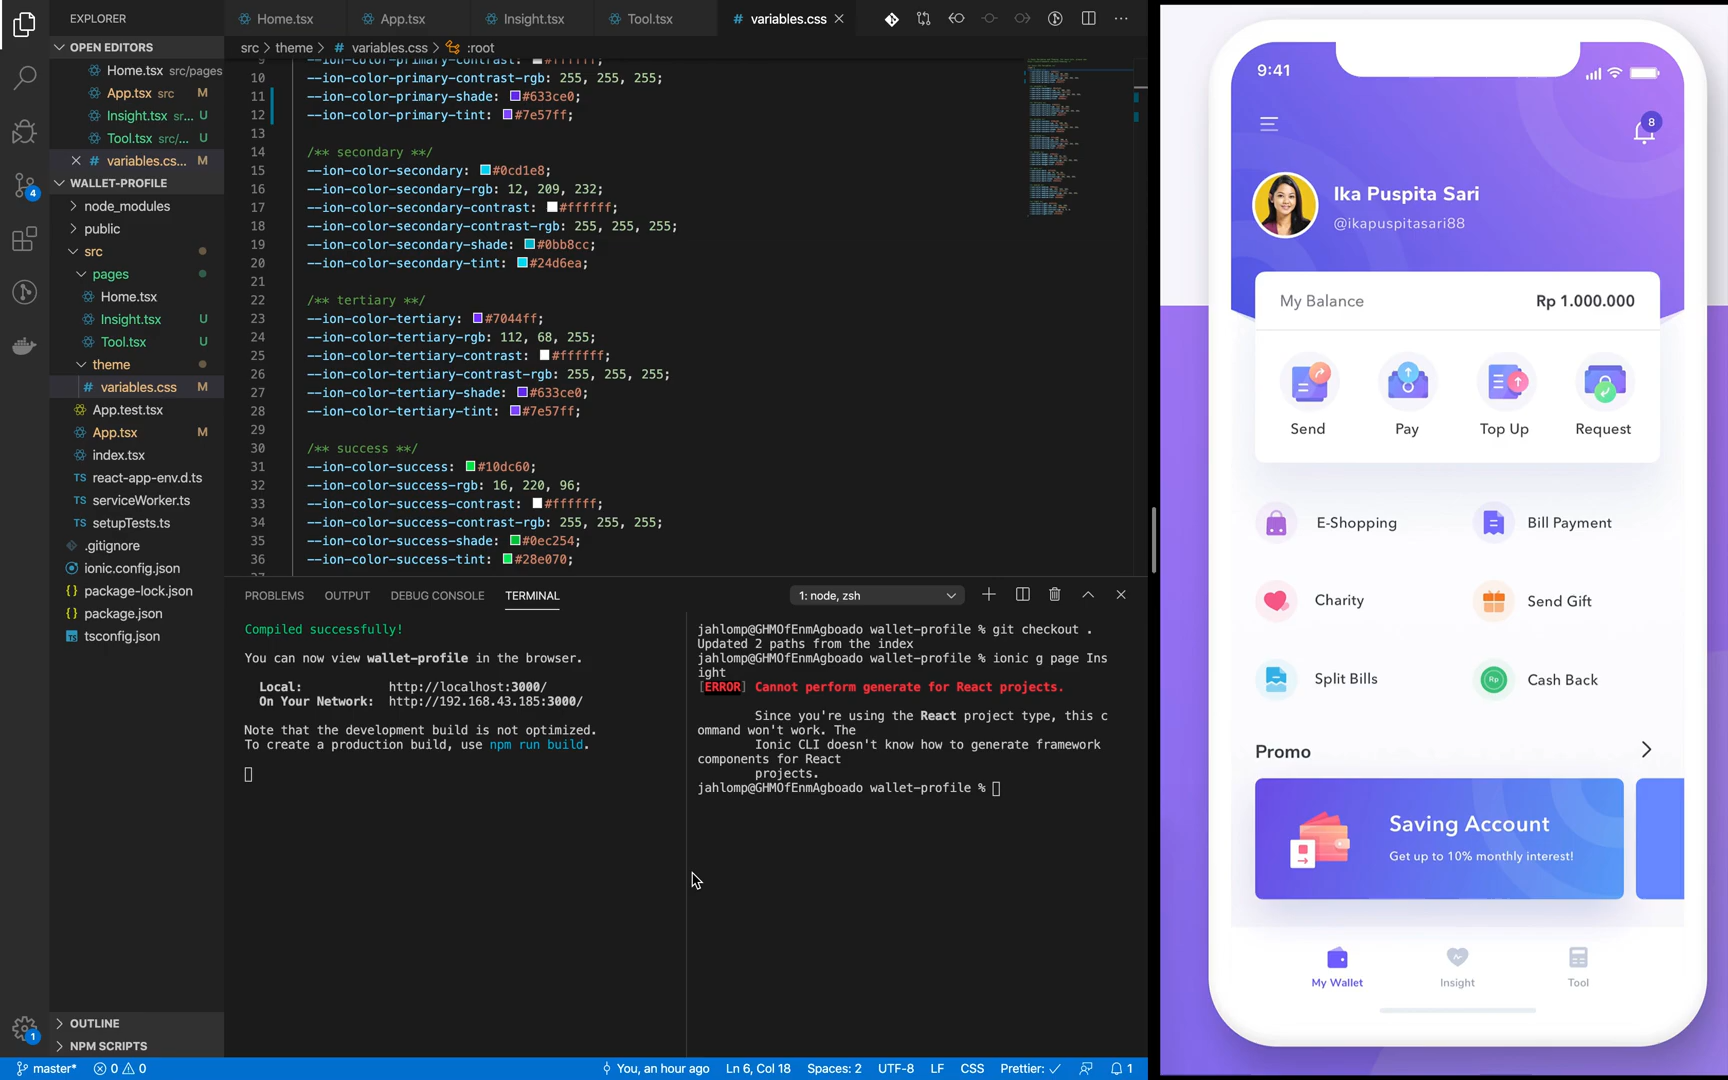 EXPLORER
OPEN EDITORS
Home.tsx src/pages
App.tsx src M
Insight.tsx sr... U
Tool.tsx src/... U
# variables.cs... M
WALLET-PROFILE
node_modules
public
src
pages
Home.tsx
Insight.tsx U
Tool.tsx U
theme
# variables.css M
App.test.tsx
App.tsx M
index.tsx
TS react-app-env.d.ts
TS serviceWorker.ts
TS setupTests.ts
.gitignore
ionic.config.json
{} package-lock.json
{} package.json
tsconfig.json
OUTLINE
NPM SCRIPTS
4
1
Home.tsx App.tsx Insight.tsx Tool.tsx # variables.css
src > theme > # variables.css > :root
9 --ion-color-primary-contrast: #ffffff;
10 --ion-color-primary-contrast-rgb: 255, 255, 255;
11 --ion-color-primary-shade: #633ce0;
12 --ion-color-primary-tint: #7e57ff;
13
14 /** secondary **/
15 --ion-color-secondary: #0cd1e8;
16 --ion-color-secondary-rgb: 12, 209, 232;
17 --ion-color-secondary-contrast: #ffffff;
18 --ion-color-secondary-contrast-rgb: 255, 255, 255;
19 --ion-color-secondary-shade: #0bb8cc;
20 --ion-color-secondary-tint: #24d6ea;
21
22 /** tertiary **/
23 --ion-color-tertiary: #7044ff;
24 --ion-color-tertiary-rgb: 112, 68, 255;
25 --ion-color-tertiary-contrast: #ffffff;
26 --ion-color-tertiary-contrast-rgb: 255, 255, 255;
27 --ion-color-tertiary-shade: #633ce0;
28 --ion-color-tertiary-tint: #7e57ff;
29
30 /** success **/
31 --ion-color-success: #10dc60;
32 --ion-color-success-rgb: 16, 220, 96;
33 --ion-color-success-contrast: #ffffff;
34 --ion-color-success-contrast-rgb: 255, 255, 255;
35 --ion-color-success-shade: #0ec254;
36 --ion-color-success-tint: #28e070;
37
PROBLEMS OUTPUT DEBUG CONSOLE TERMINAL 1: node, zsh
Compiled successfully!
You can now view wallet-profile in the browser.
Local: http://localhost:3000/
On Your Network: http://192.168.43.185:3000/
Note that the development build is not optimized.
To create a production build, use npm run build.
jahlomp@GHMOfEnmAgboado wallet-profile % git checkout .
Updated 2 paths from the index
jahlomp@GHMOfEnmAgboado wallet-profile % ionic g page Ins
ight
[ERROR] Cannot perform generate for React projects.
Since you're using the React project type, this c
ommand won't work. The
Ionic CLI doesn't know how to generate framework
components for React
projects.
jahlomp@GHMOfEnmAgboado wallet-profile %
master* 0 0 You, an hour ago Ln 6, Col 18 Spaces: 2 UTF-8 LF CSS Prettier: ✓ 1
9:41
8
Ika Puspita Sari
@ikapuspitasari88
My Balance Rp 1.000.000
Send Pay Top Up Request
E-Shopping Bill Payment
Charity Send Gift
Split Bills Rp Cash Back
Promo
Saving Account
Get up to 10% monthly interest!
My Wallet Insight Tool